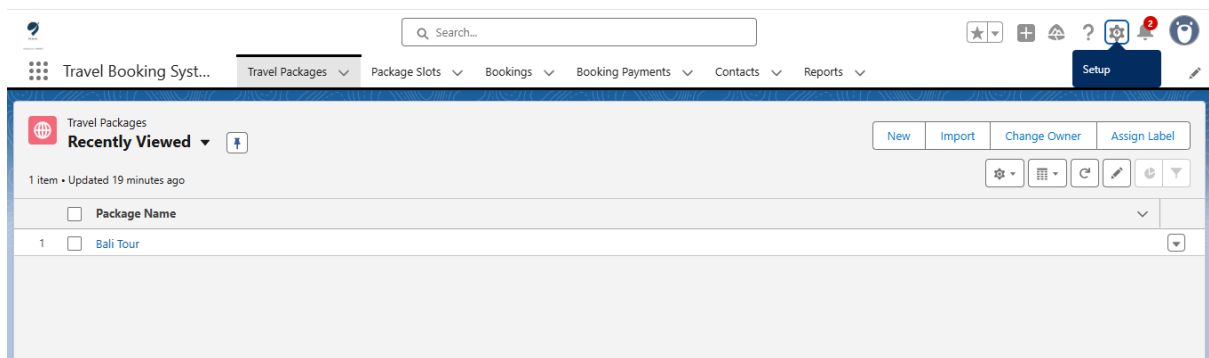 Search...
2
Travel Booking Syst...
Travel Packages
Package Slots
Bookings
Booking Payments
Contacts
Reports
Setup
Travel Packages
Recently Viewed
New
Import
Change Owner
Assign Label
1 item • Updated 19 minutes ago
Package Name
1
Bali Tour